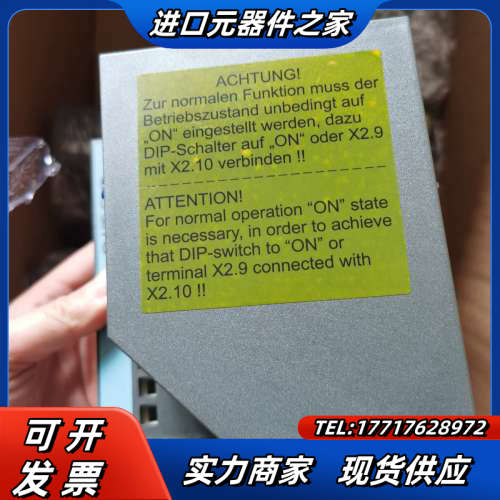 进口元器件之家
ACHTUNG!
Zur normalen Funktion muss der
Betriebszustand unbedingt auf
„ON“ eingestellt werden, dazu
DIP-Schalter auf „ON“ oder X2.9
mit X2.10 verbinden !!
ATTENTION!
For normal operation “ON” state
is necessary, in order to achieve
that DIP-switch to “ON” or
terminal X2.9 connected with
X2.10 !!
TEL:17717628972
可开
发票
实力商家 现货供应